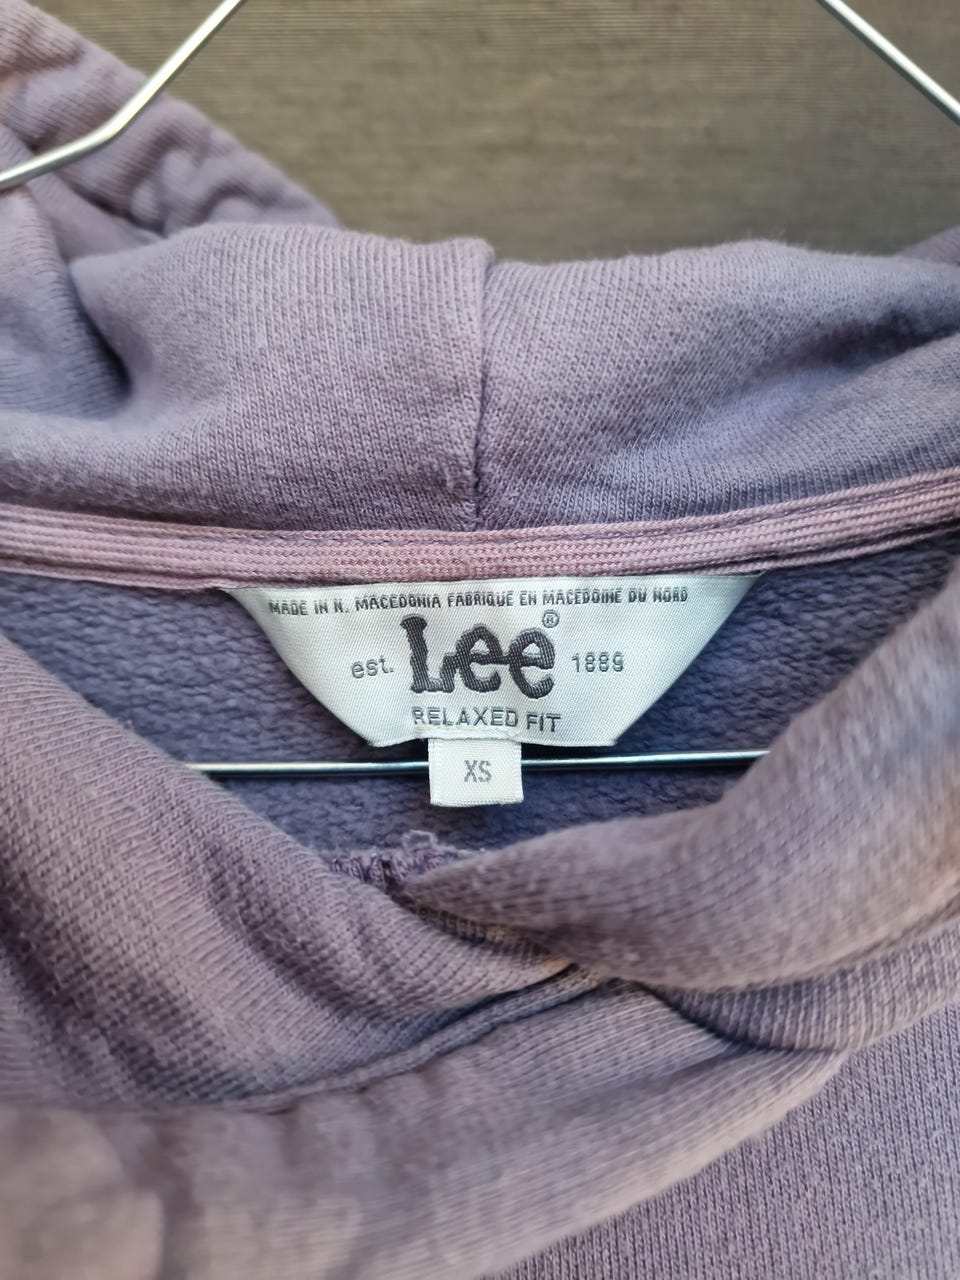 MADE IN N. MACEDONIA FABRIQUE EN MACEDOINE DU NORD
est. Lee® 1889
RELAXED FIT
XS